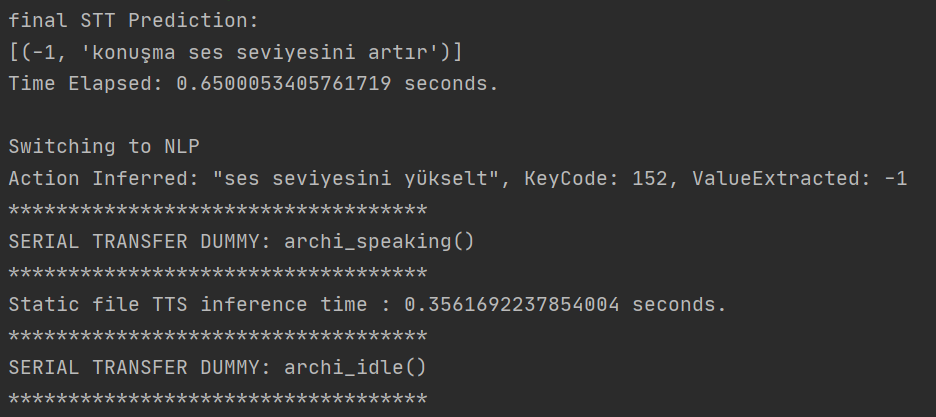 final STT Prediction:
[(-1, 'konuşma ses seviyesini artır')]
Time Elapsed: 0.6500053405761719 seconds.
Switching to NLP
Action Inferred: "ses seviyesini yükselt", KeyCode: 152, ValueExtracted: -1
***********************************
SERIAL TRANSFER DUMMY: archi_speaking()
***********************************
Static file TTS inference time : 0.3561692237854004 seconds.
***********************************
SERIAL TRANSFER DUMMY: archi_idle()
***********************************